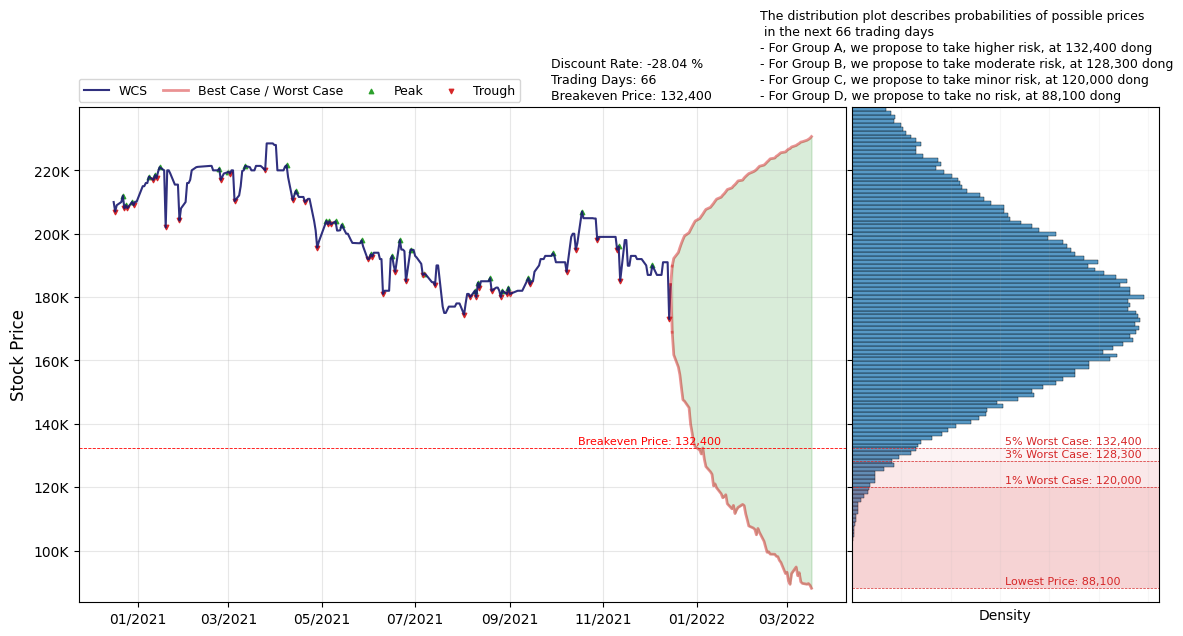 The distribution plot describes probabilities of possible prices
in the next 66 trading days
- For Group A, we propose to take higher risk, at 132,400 dong
- For Group B, we propose to take moderate risk, at 128,300 dong
- For Group C, we propose to take minor risk, at 120,000 dong
- For Group D, we propose to take no risk, at 88,100 dong
Discount Rate: -28.04 %
Trading Days: 66
Breakeven Price: 132,400
WCS
Best Case / Worst Case
Peak
Trough
Stock Price
220K
200K
180K
160K
140K
120K
100K
Breakeven Price: 132,400
5% Worst Case: 132,400
3% Worst Case: 128,300
1% Worst Case: 120,000
Lowest Price: 88,100
01/2021
03/2021
05/2021
07/2021
09/2021
11/2021
01/2022
03/2022
Density